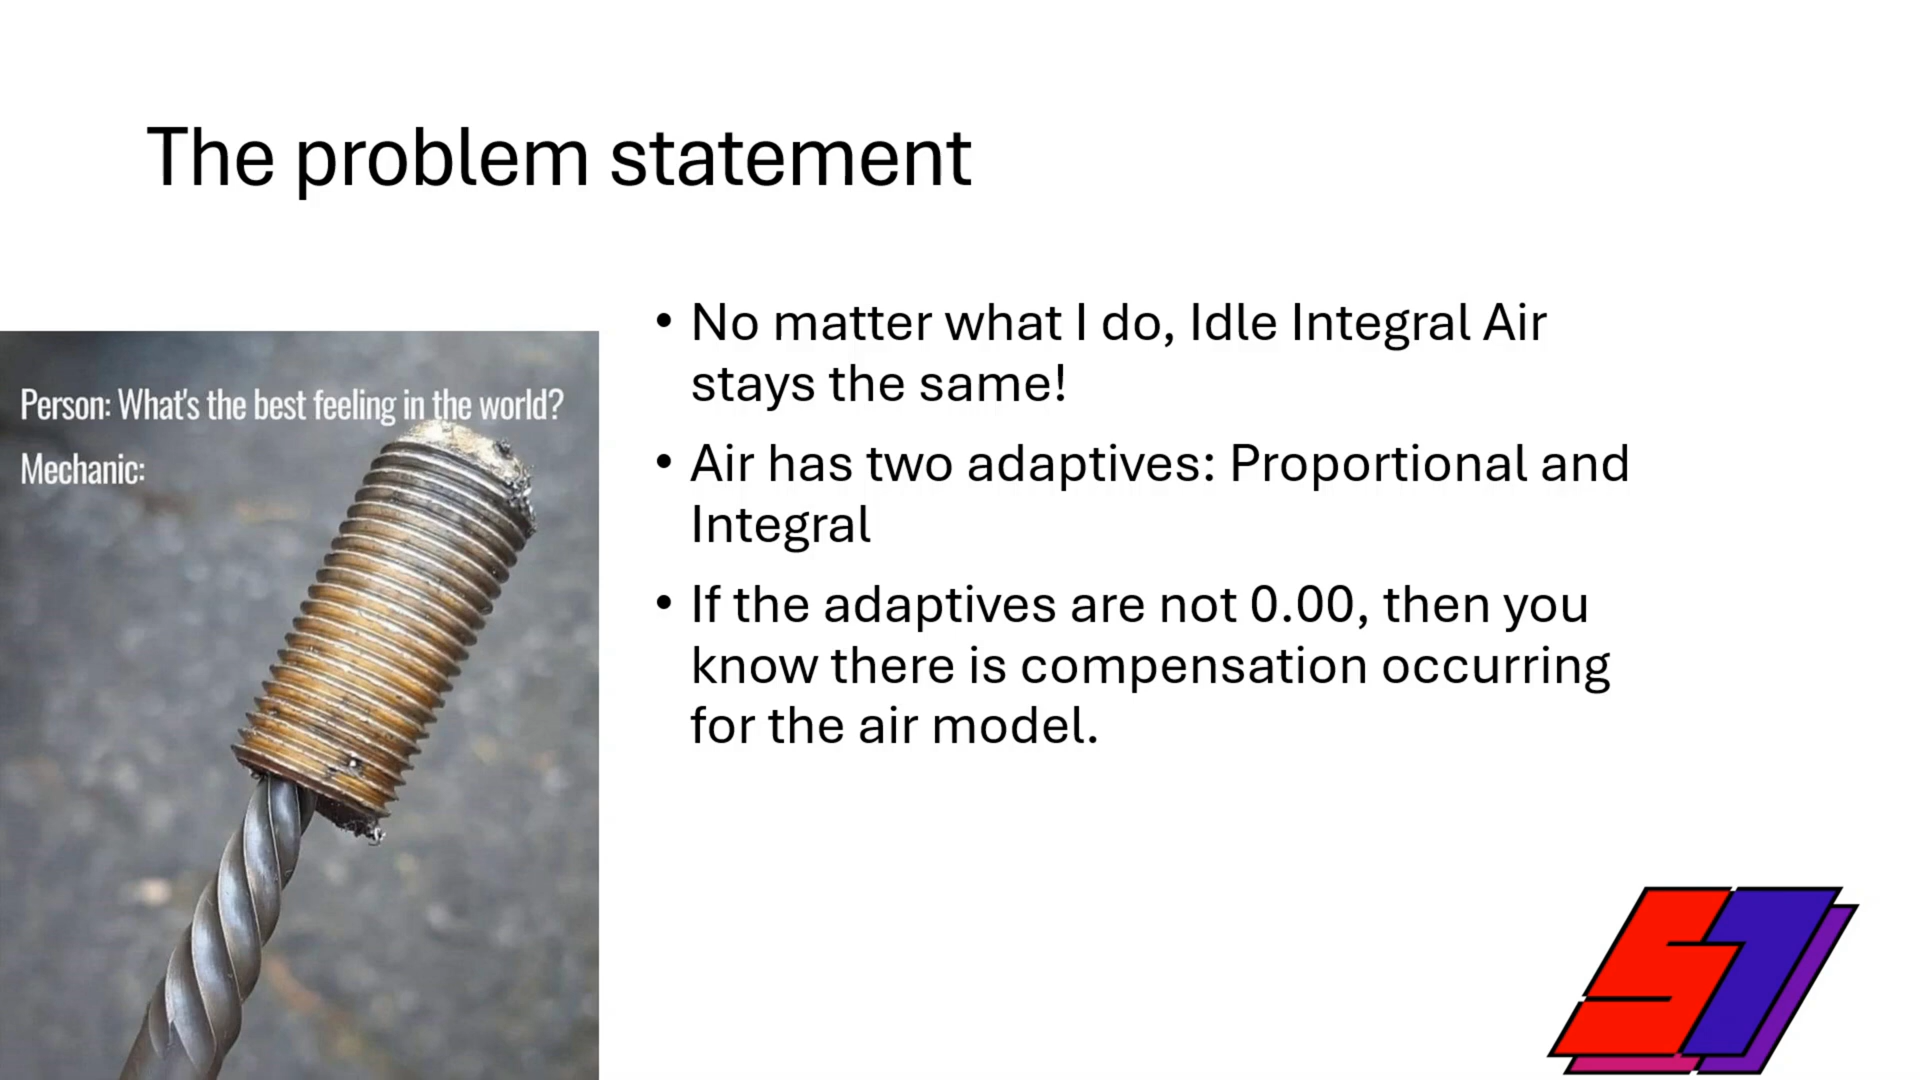 The problem statement
Person: What's the best feeling in the world?
Mechanic:
• No matter what I do, Idle Integral Air
stays the same!
• Air has two adaptives: Proportional and
Integral
• If the adaptives are not 0.00, then you
know there is compensation occurring
for the air model.